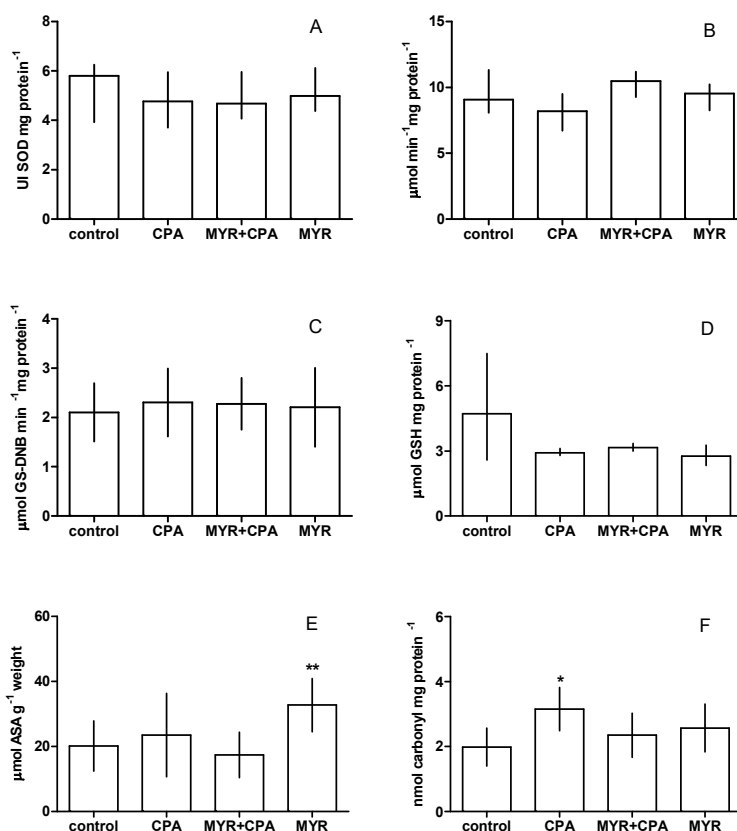 A
UI SOD mg protein⁻¹
8
6
4
2
0
control CPA MYR+CPA MYR
B
µmol min⁻¹mg protein⁻¹
15
10
5
0
control CPA MYR+CPA MYR
C
µmol GS-DNB min ⁻¹mg protein⁻¹
4
3
2
1
0
control CPA MYR+CPA MYR
D
µmol GSH mg protein ⁻¹
9
6
3
0
control CPA MYR+CPA MYR
E
µmol ASA g⁻¹ weight
60
40
20
0
**
control CPA MYR+CPA MYR
F
nmol carbonyl mg protein ⁻¹
6
4
2
0
*
control CPA MYR+CPA MYR